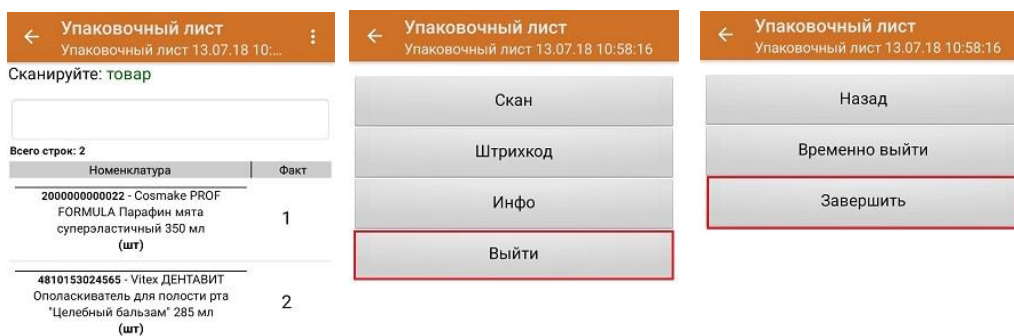 Упаковочный лист
Упаковочный лист 13.07.18 10:...
Сканируйте: товар
Всего строк: 2
Номенклатура Факт
2000000000022 - Cosmake PROF
FORMULA Парафин мята
суперэластичный 350 мл
(шт)
1
4810153024565 - Vitex ДЕНТАВИТ
Ополаскиватель для полости рта
"Целебный бальзам" 285 мл
(шт)
2
Упаковочный лист
Упаковочный лист 13.07.18 10:58:16
Скан
Штрихкод
Инфо
Выйти
Упаковочный лист
Упаковочный лист 13.07.18 10:58:16
Назад
Временно выйти
Завершить